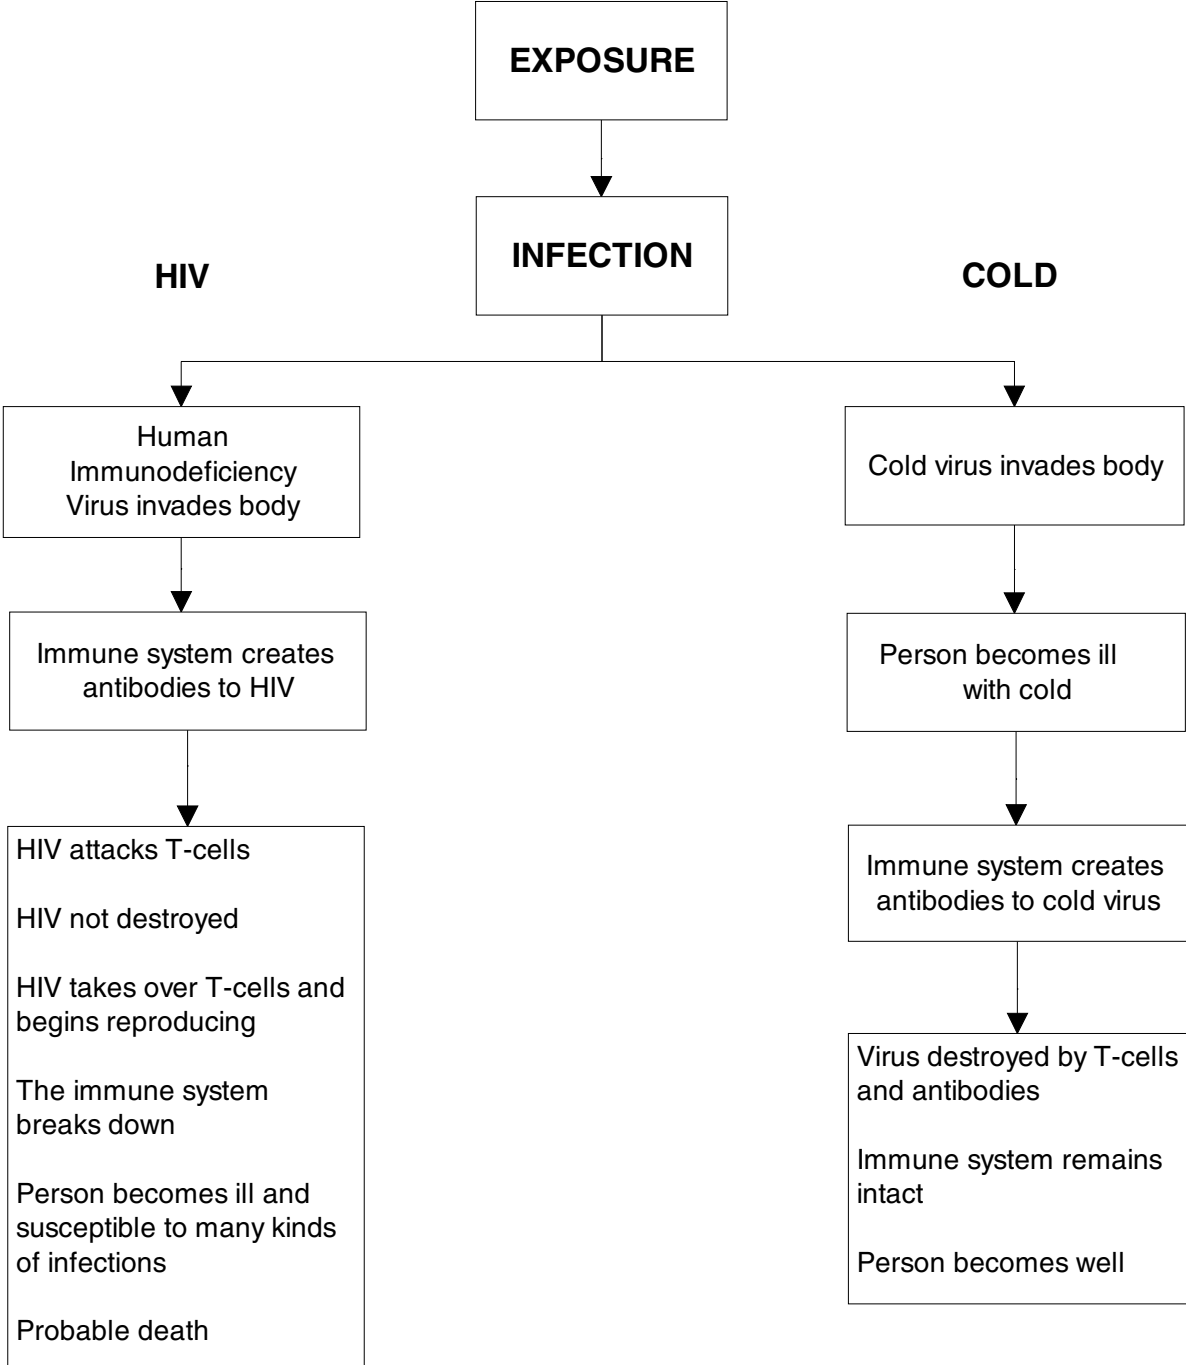 EXPOSURE
INFECTION
HIV
COLD
Human
Immunodeficiency
Virus invades body
Immune system creates
antibodies to HIV
HIV attacks T-cells
HIV not destroyed
HIV takes over T-cells and
begins reproducing
The immune system
breaks down
Person becomes ill and
susceptible to many kinds
of infections
Probable death
Cold virus invades body
Person becomes ill
with cold
Immune system creates
antibodies to cold virus
Virus destroyed by T-cells
and antibodies
Immune system remains
intact
Person becomes well